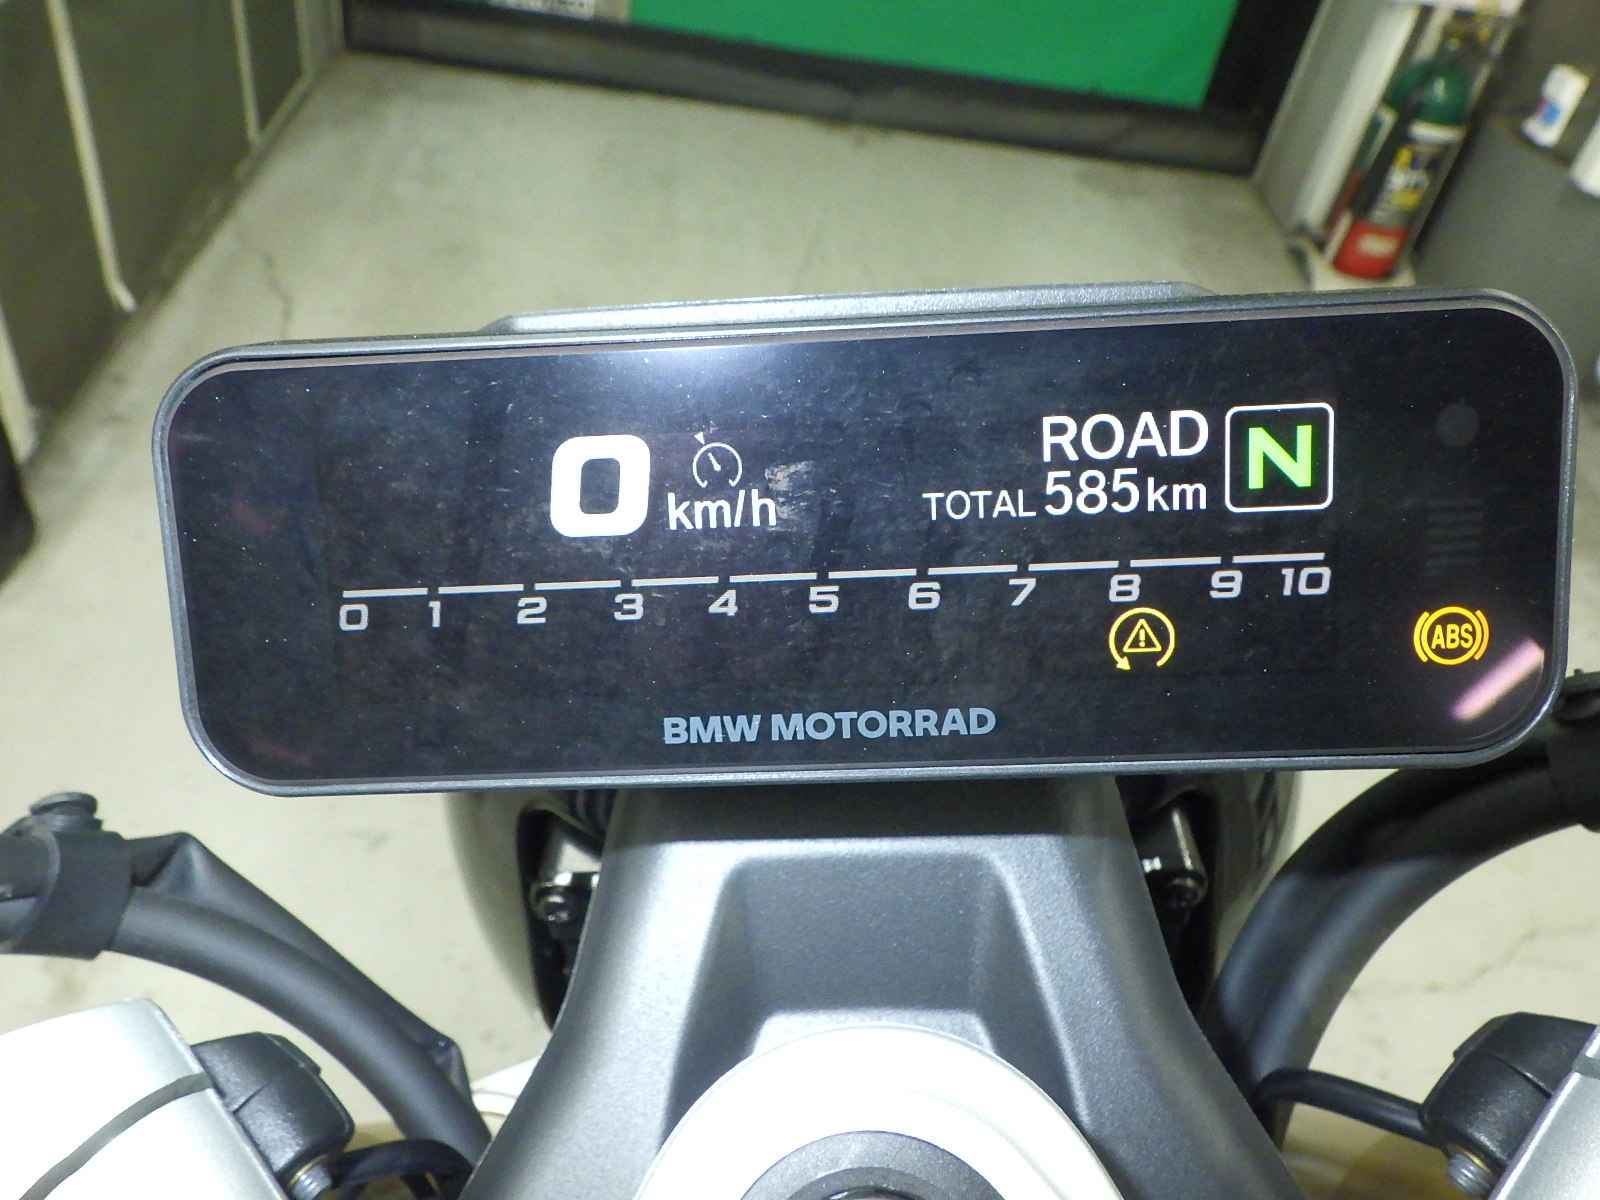 0 km/h
ROAD
TOTAL 585 km
N
0 1 2 3 4 5 6 7 8 9 10
ABS
BMW MOTORRAD